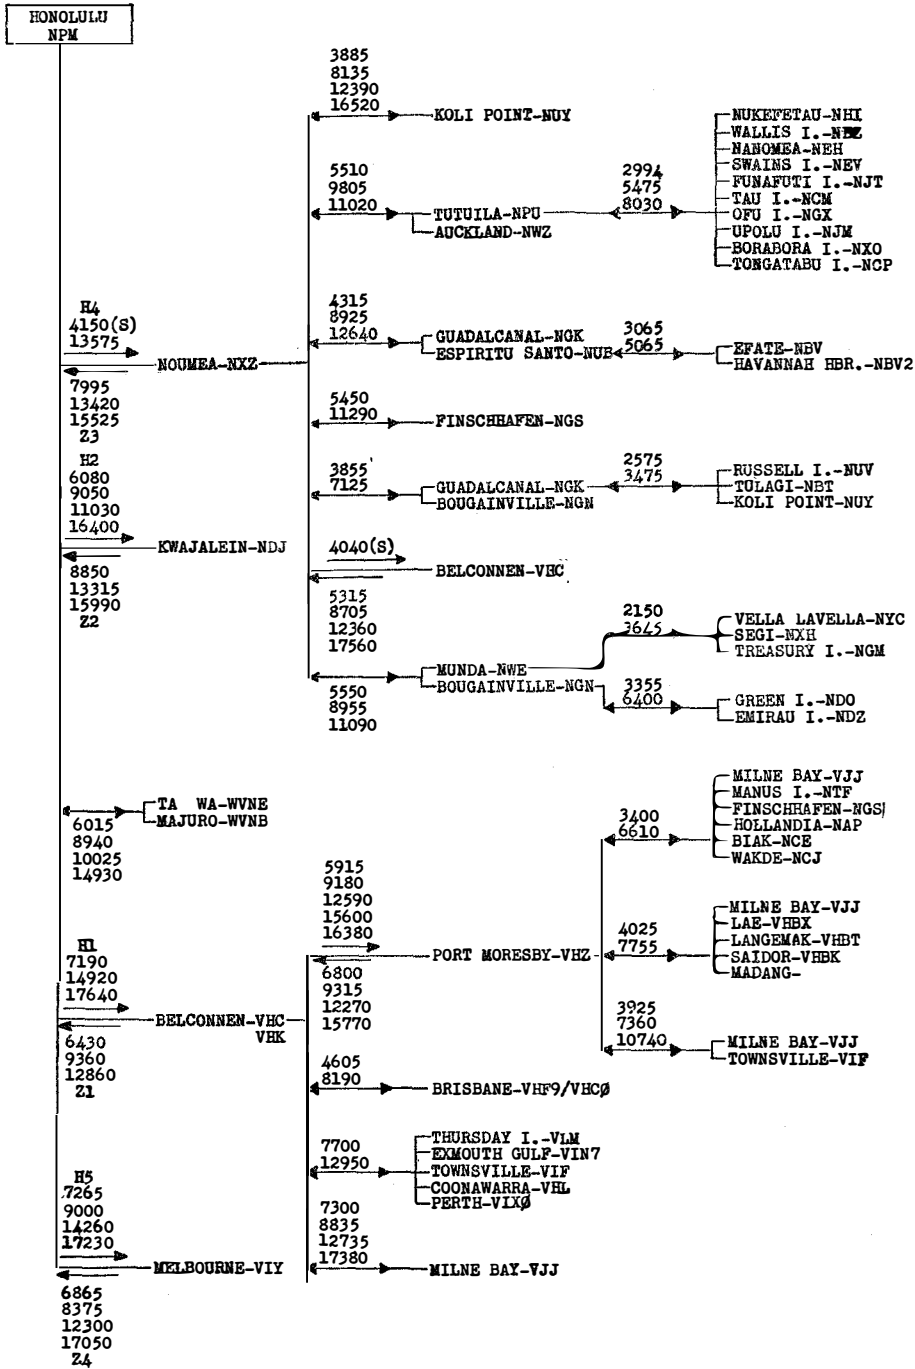 HONOLULU
NPM
3885
8135
12390
16520
KOLI POINT-NUY
5510
9805
11020
TUTUILA-NPU
AUCKLAND-NWZ
2994
5475
8030
NUKEFETAU-NHI
WALLIS I.-
NANOMEA-NEH
SWAINS I.-NEV
FUNAFUTI I.-NJT
TAU I.-NCM
OFU I.-NGX
UPOLU I.-NJM
BORABORA I.-NXO
TONGATABU I.-NCP
H4
4150(S)
13575
NOUMEA-NXZ
7995
13420
15525
Z3
4315
8925
12640
GUADALCANAL-NGK
ESPIRITU SANTO-NUB
3065
5065
EFATE-NBV
HAVANNAH HBR.-NBV2
5450
11290
FINSCHHAFEN-NGS
3855
7125
GUADALCANAL-NGK
BOUGAINVILLE-NGN
2575
3475
RUSSELL I.-NUV
TULAGI-NBT
KOLI POINT-NUY
H2
6080
9050
11030
16400
KWAJALEIN-NDJ
8850
13315
15990
Z2
4040(S)
BELCONNEN-VHC
5315
8705
12360
17560
MUNDA-NWE
BOUGAINVILLE-NGN
5550
8955
11090
2150
3645
VELLA LAVELLA-NYC
SEGI-NXH
TREASURY I.-NGM
3355
6400
GREEN I.-NDO
EMIRAU I.-NDZ
TA WA-WVNE
MAJURO-WVNB
6015
8940
10025
14930
H1
7190
14920
17640
BELCONNEN-VHC
VHK
6430
9360
12860
Z1
5915
9180
12590
15600
16380
PORT MORESBY-VHZ
6800
9315
12270
15770
3400
6610
MILNE BAY-VJJ
MANUS I.-NTF
FINSCHHAFEN-NGS
HOLLANDIA-NAP
BIAK-NCE
WAKDE-NCJ
4025
7755
MILNE BAY-VJJ
LAE-VHBX
LANGEMAK-VHBT
SAIDOR-VHBK
MADANG-
3925
7360
10740
MILNE BAY-VJJ
TOWNSVILLE-VIF
4605
8190
BRISBANE-VHF9/VHCØ
7700
12950
THURSDAY I.-VLM
EXMOUTH GULF-VIN7
TOWNSVILLE-VIF
COONAWARRA-VHL
PERTH-VIXØ
7300
8835
12735
17380
MILNE BAY-VJJ
H5
7265
9000
14260
17230
MELBOURNE-VIY
6865
8375
12300
17050
Z4